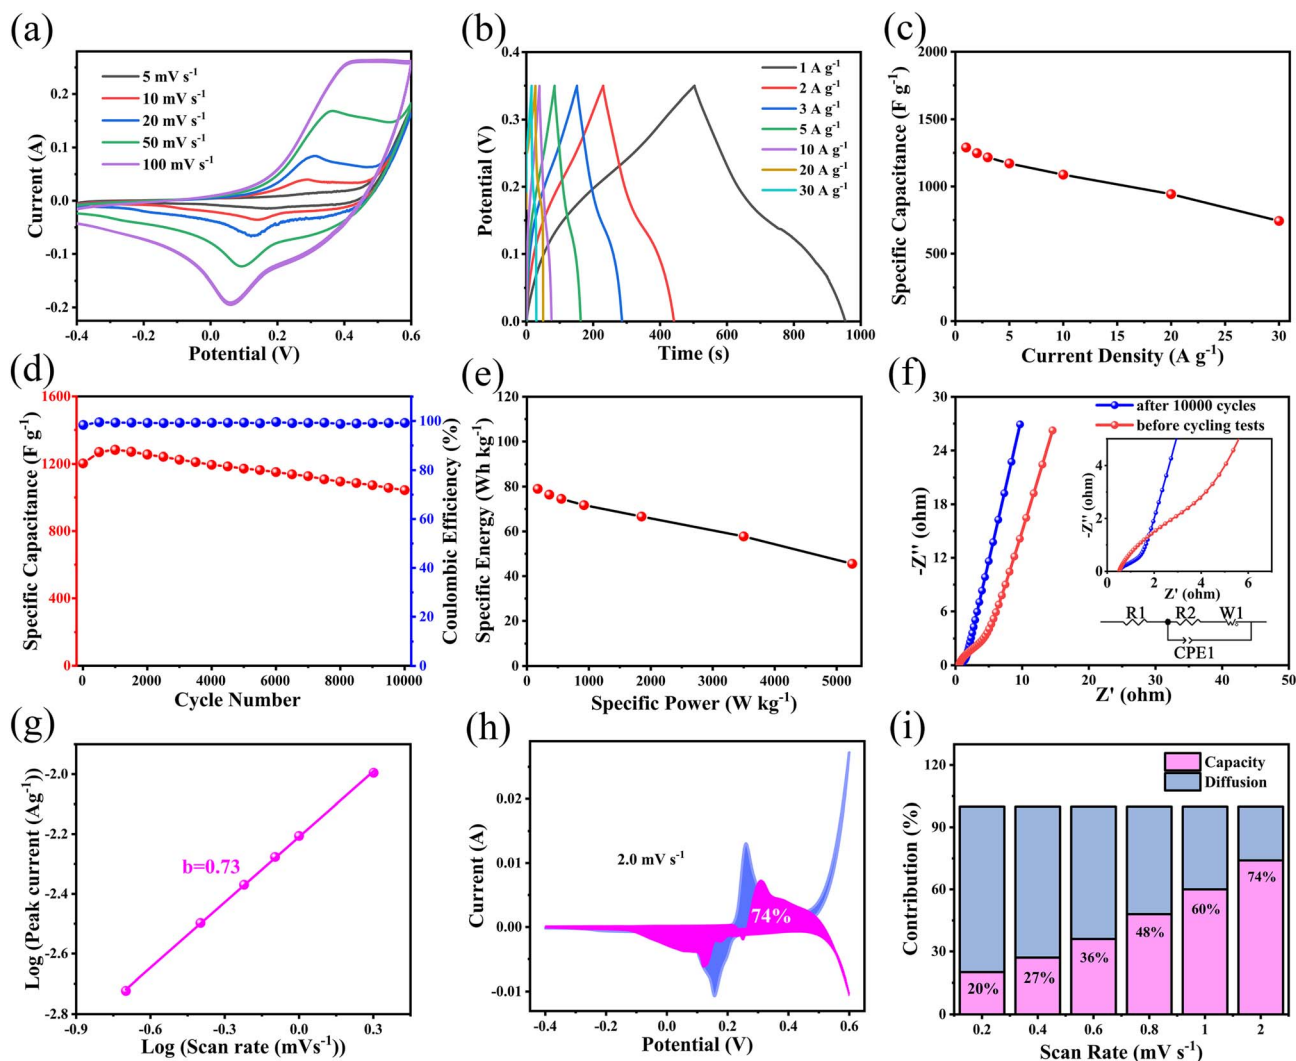 (a)
0.2
0.1
0.0
-0.1
-0.2
Current (A)
5 mV s⁻¹
10 mV s⁻¹
20 mV s⁻¹
50 mV s⁻¹
100 mV s⁻¹
-0.4 0.0 0.4 0.6
Potential (V)
(b)
0.4
0.3
0.2
0.1
0.0
Potential (V)
1 A g⁻¹
2 A g⁻¹
3 A g⁻¹
5 A g⁻¹
10 A g⁻¹
20 A g⁻¹
30 A g⁻¹
0 200 400 600 800 1000
Time (s)
(c)
2000
1500
1000
500
0
Specific Capacitance (F g⁻¹)
0 5 10 15 20 25 30
Current Density (A g⁻¹)
(d)
1600
1200
800
400
0
Specific Capacitance (F g⁻¹)
100
80
60
40
20
0
Coulombic Efficiency (%)
0 2000 4000 6000 8000 10000
Cycle Number
(e)
120
100
80
60
40
20
0
Specific Energy (Wh kg⁻¹)
0 1000 2000 3000 4000 5000
Specific Power (W kg⁻¹)
(f)
30
24
18
12
6
0
-Z'' (ohm)
after 10000 cycles
before cycling tests
4
2
0
-Z'' (ohm)
0 2 4 6
Z' (ohm)
R1 R2 W1
CPE1
0 10 20 30 40 50
Z' (ohm)
(g)
-2.0
-2.2
-2.4
-2.6
-2.8
Log (Peak current (Ag⁻¹))
b=0.73
-0.9 -0.6 -0.3 0.0 0.3
Log (Scan rate (mVs⁻¹))
(h)
0.02
0.01
0.00
-0.01
Current (A)
2.0 mV s⁻¹
74%
-0.4 -0.2 0.0 0.2 0.4 0.6
Potential (V)
(i)
120
90
60
30
0
Contribution (%)
Capacity
Diffusion
20% 27% 36% 48% 60% 74%
0.2 0.4 0.6 0.8 1 2
Scan Rate (mV s⁻¹)